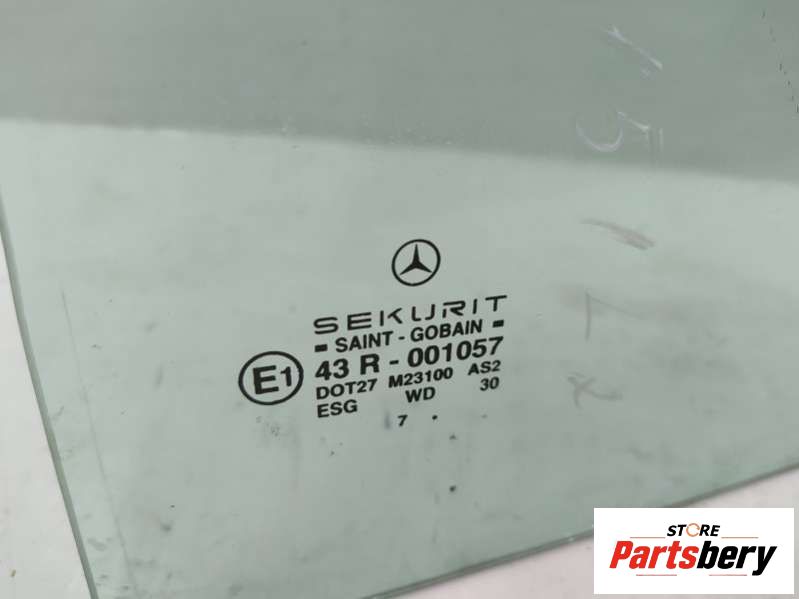 SEKURIT
SAINT - GOBAIN
E1 43 R - 001057
DOT27 M23100 AS2
ESG WD 30
7 .
STORE
Partsbery